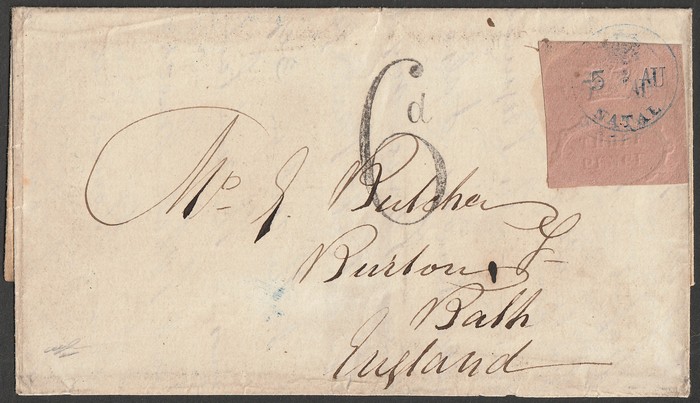 6d
-5 AU
NATAL
Mr. J. Butcher
Burton St
Bath
England